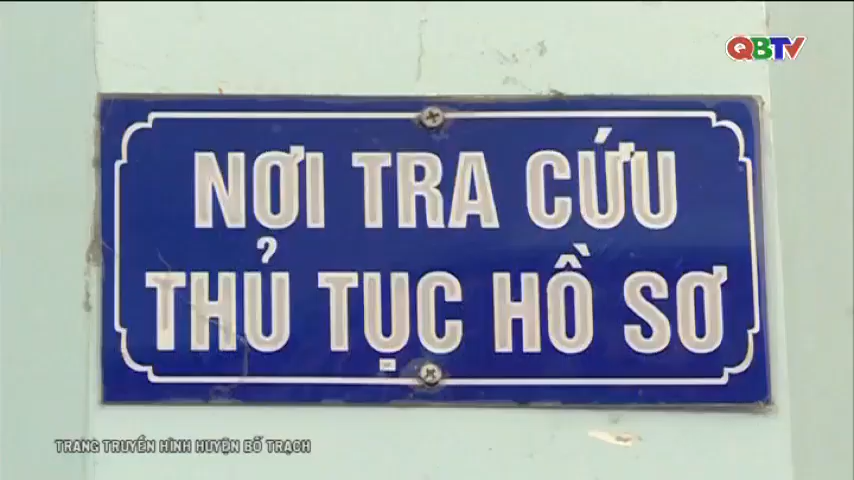 QBTV
NƠI TRA CỨU
THỦ TỤC HỒ SƠ
TRANG TRUYỀN HÌNH HUYỆN BỐ TRẠCH